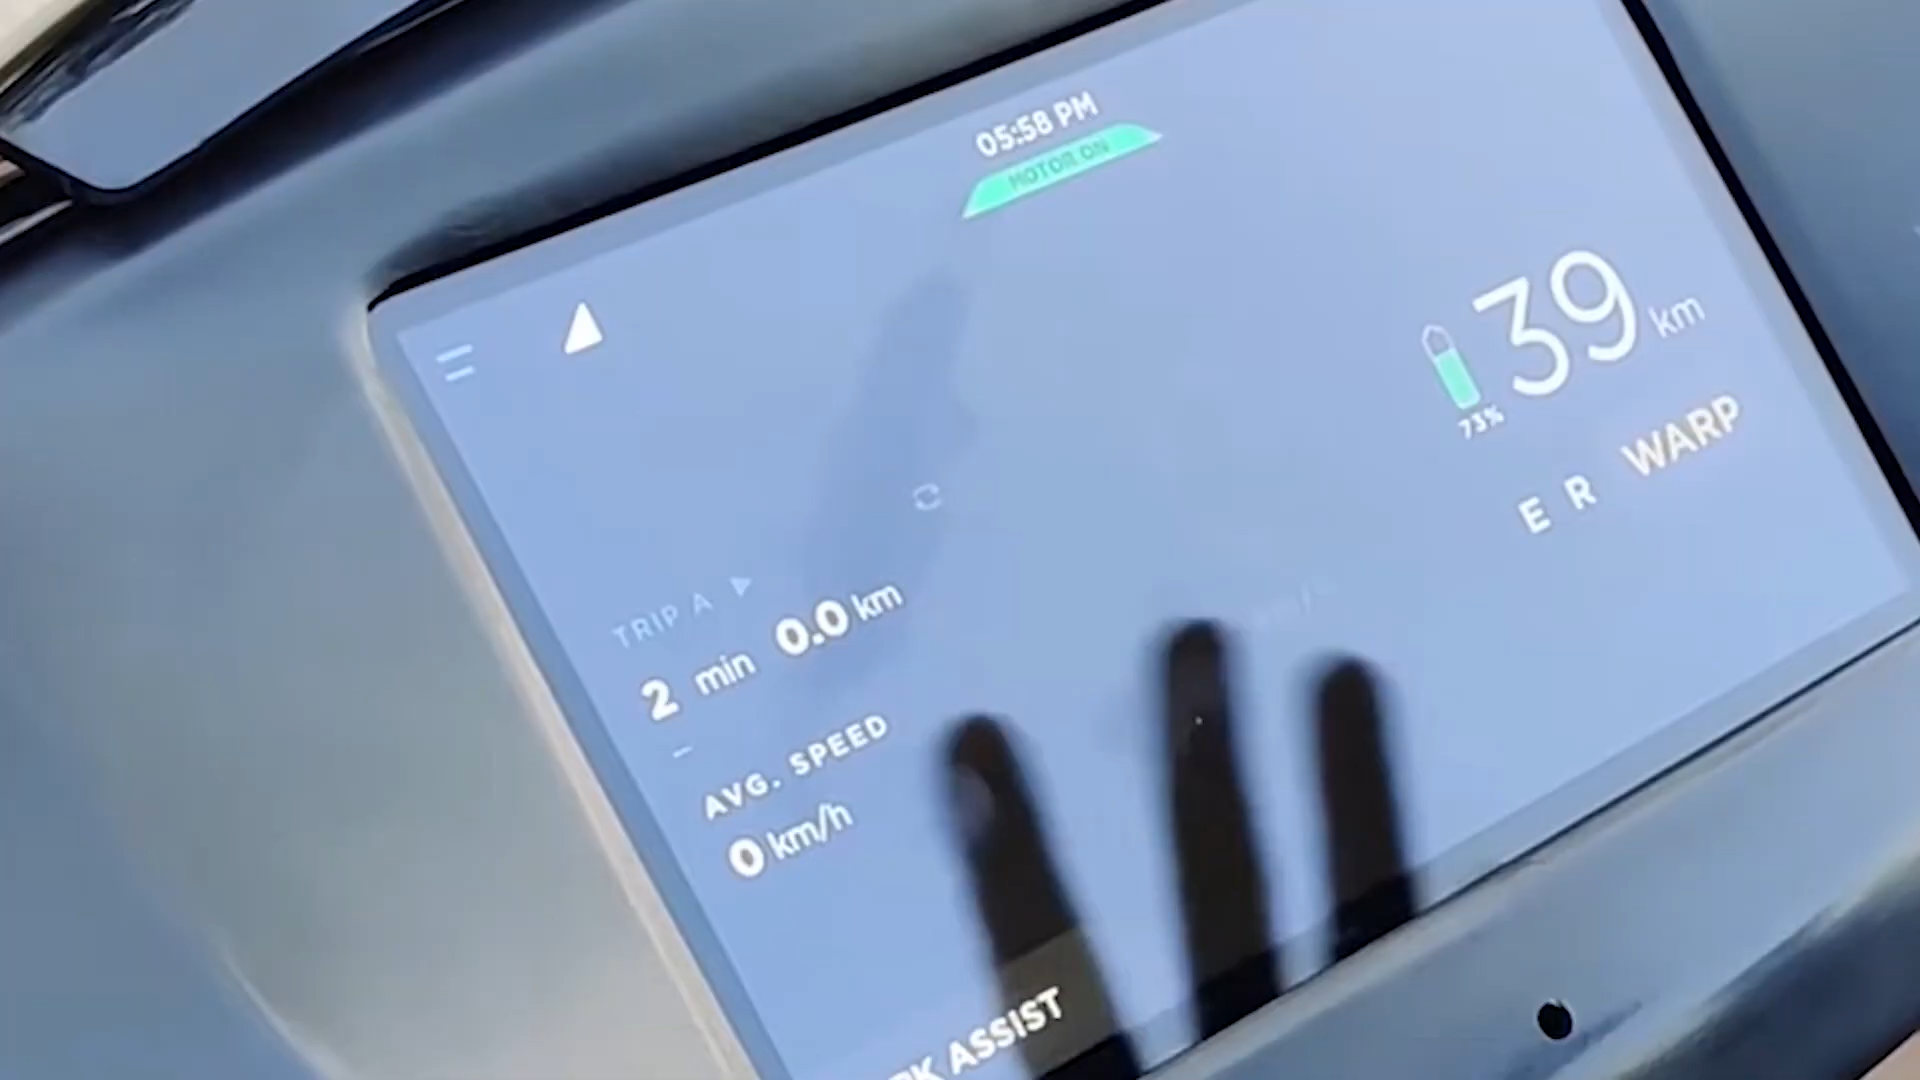 05:58 PM
MOTOR ON
39 km
73%
E R WARP
TRIP A
2 min 0.0 km
AVG. SPEED
0 km/h
ASSIST